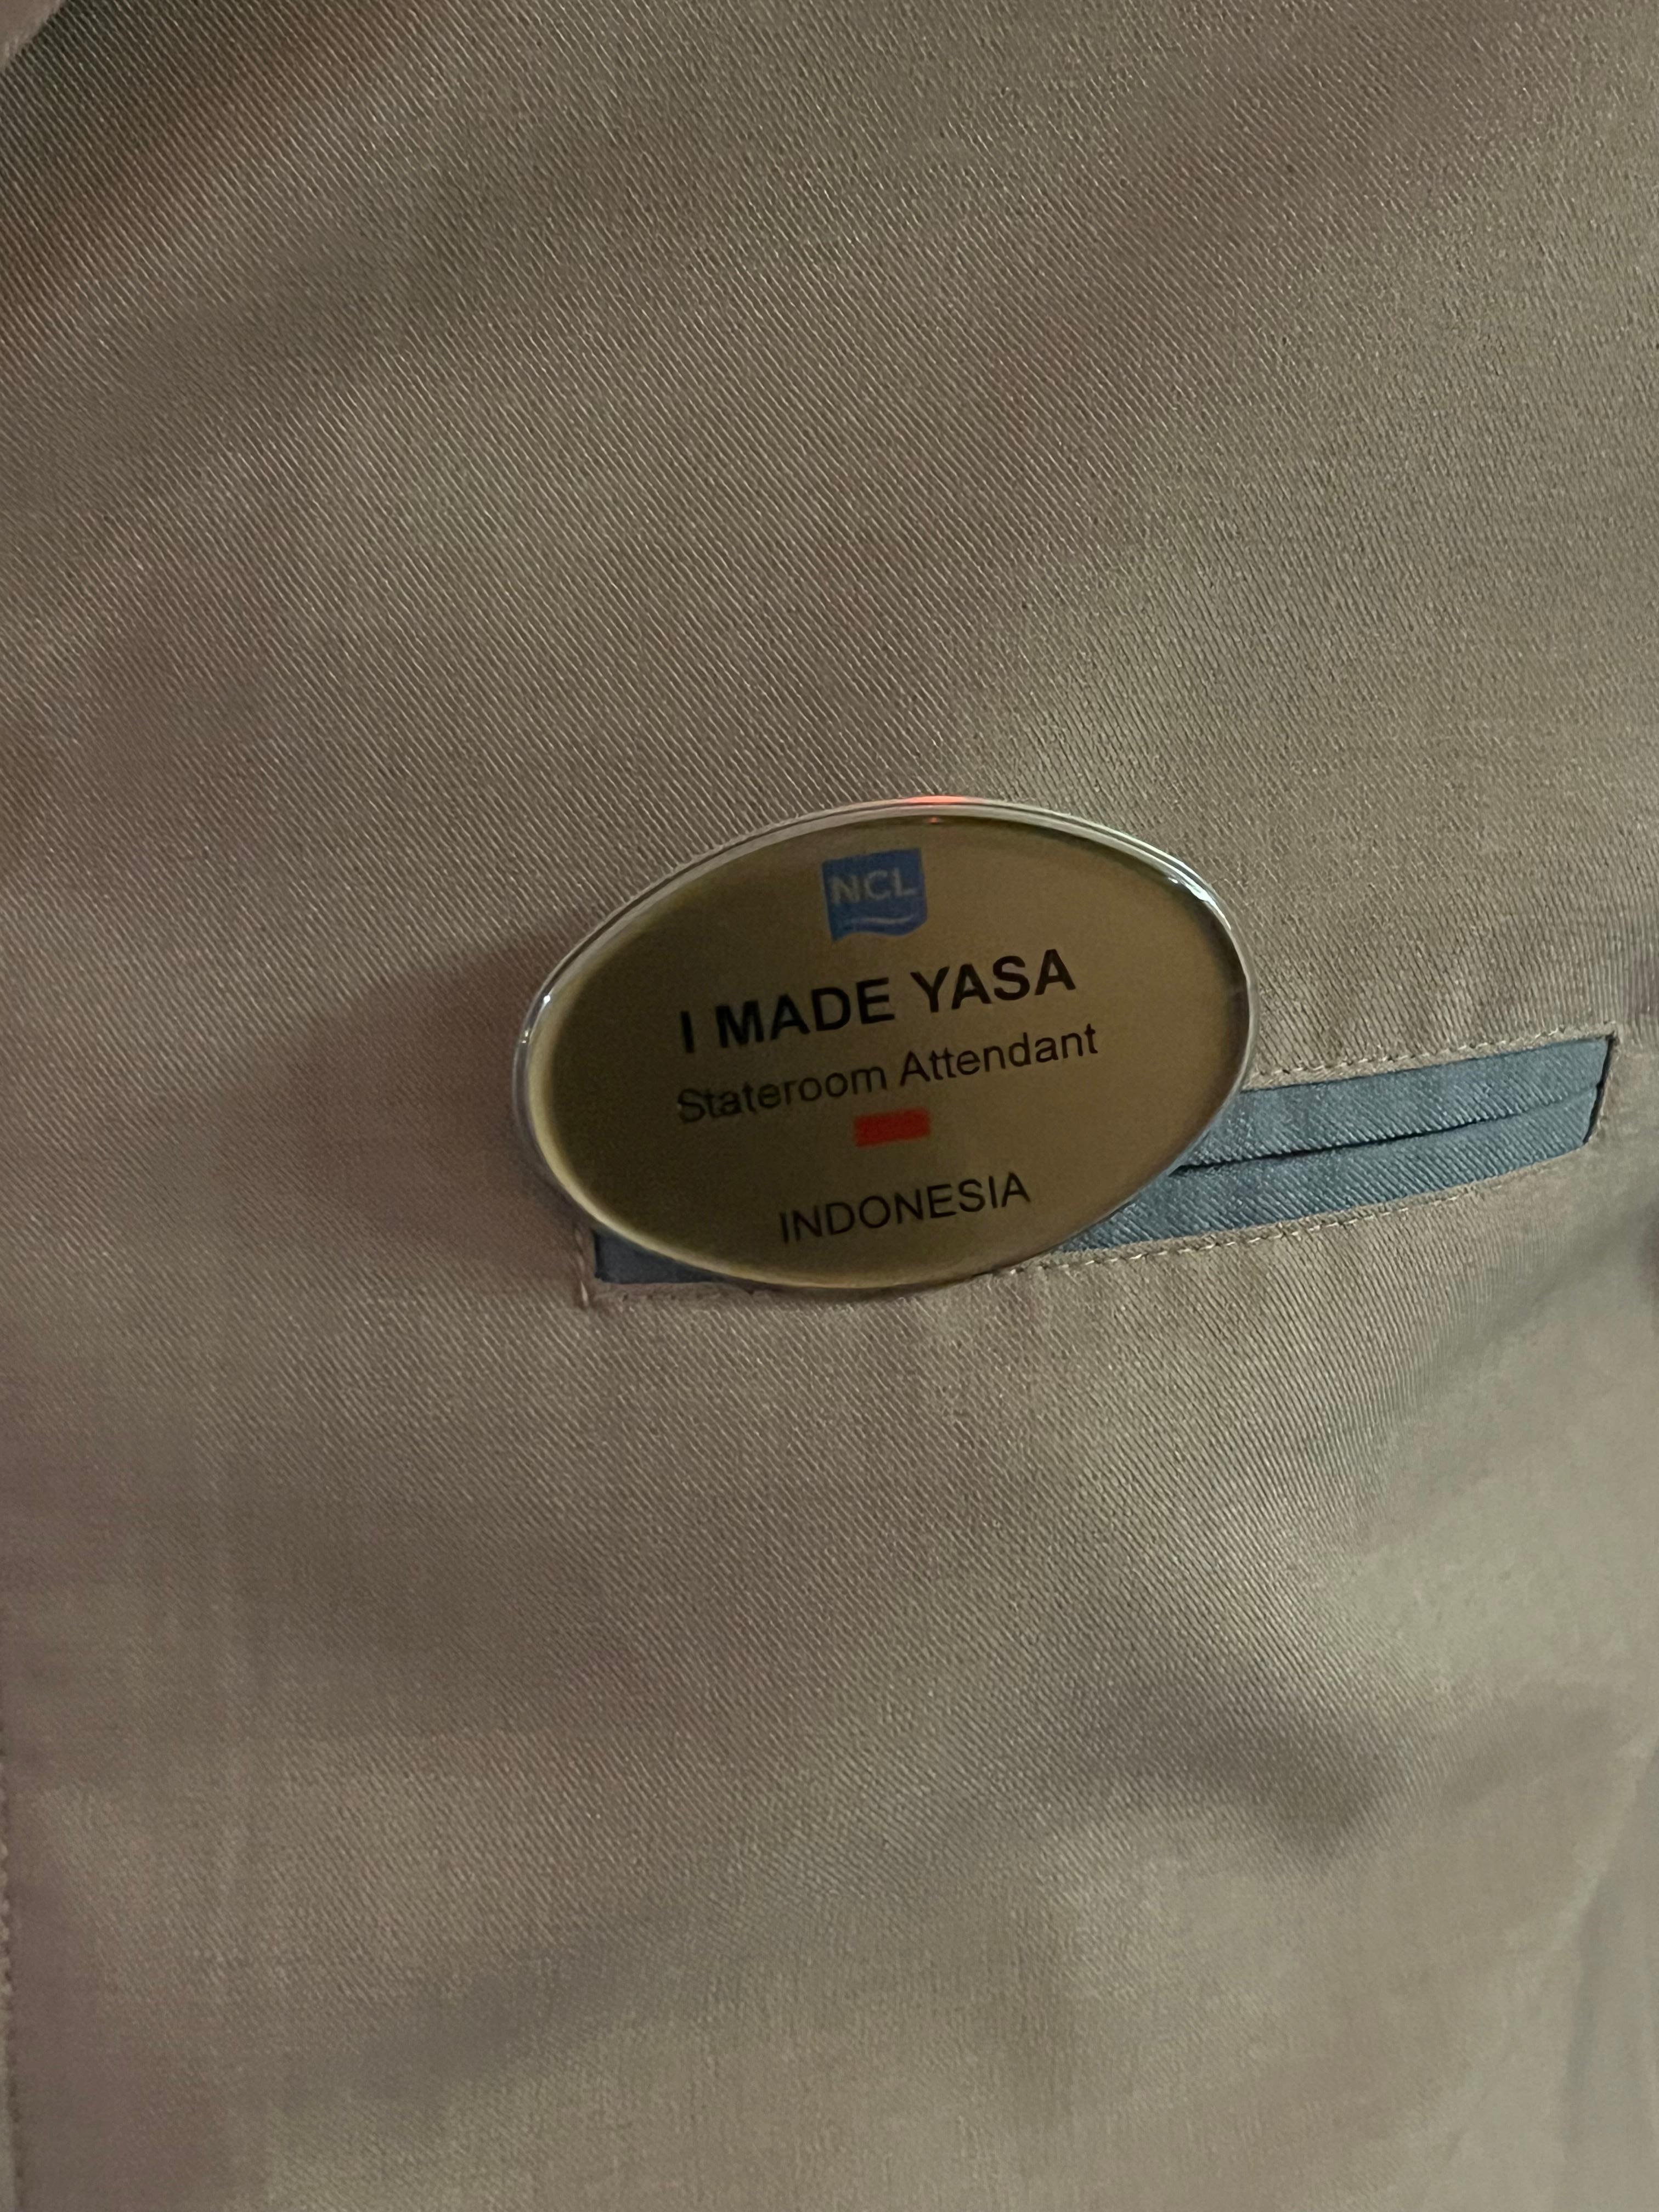 NCL
I MADE YASA
Stateroom Attendant
INDONESIA